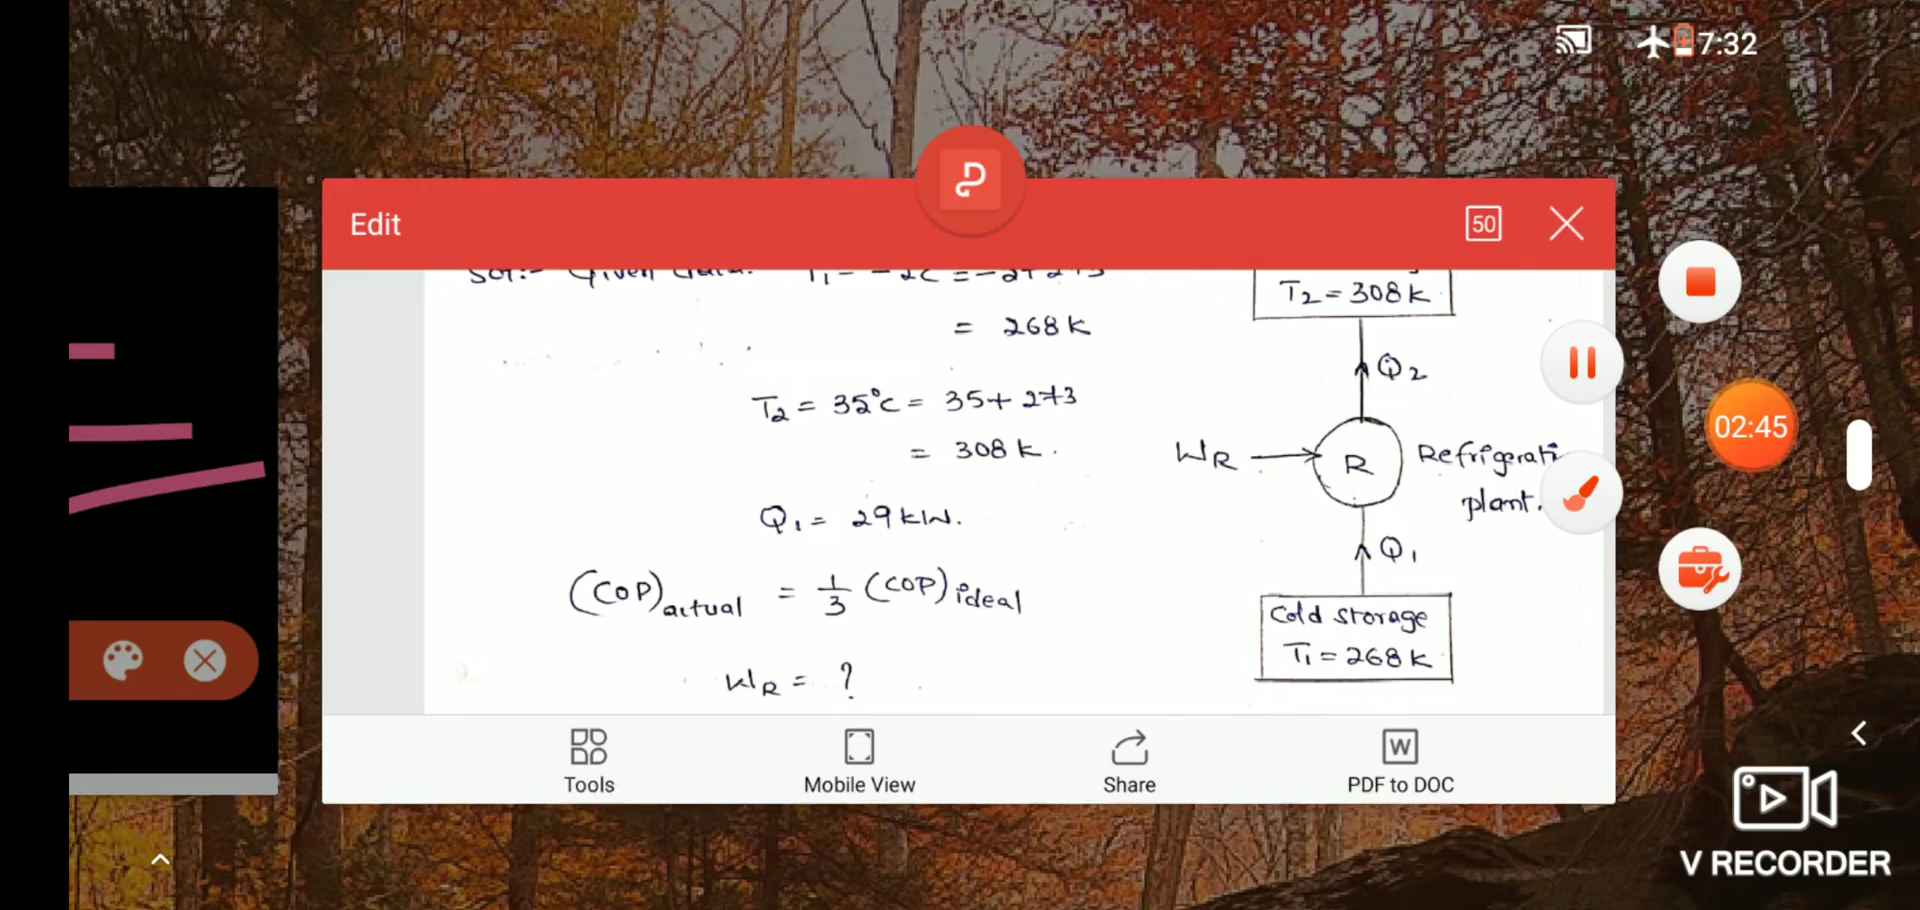 7:32
Edit
50
= 268 K
T2 = 308 K
T2 = 35°C = 35 + 273
= 308 K.
Q1 = 29 kW.
(COP)actual = 1/3 (COP)ideal
WR = ?
Q2
WR
R
Refrigerati
plant.
Q1
Cold storage
T1 = 268 K
02:45
Tools
Mobile View
Share
W
PDF to DOC
V RECORDER